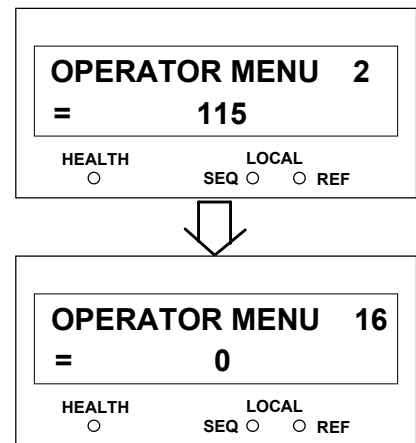 OPERATOR MENU 2
= 115
HEALTH LOCAL
SEQ REF
OPERATOR MENU 16
= 0
HEALTH LOCAL
SEQ REF